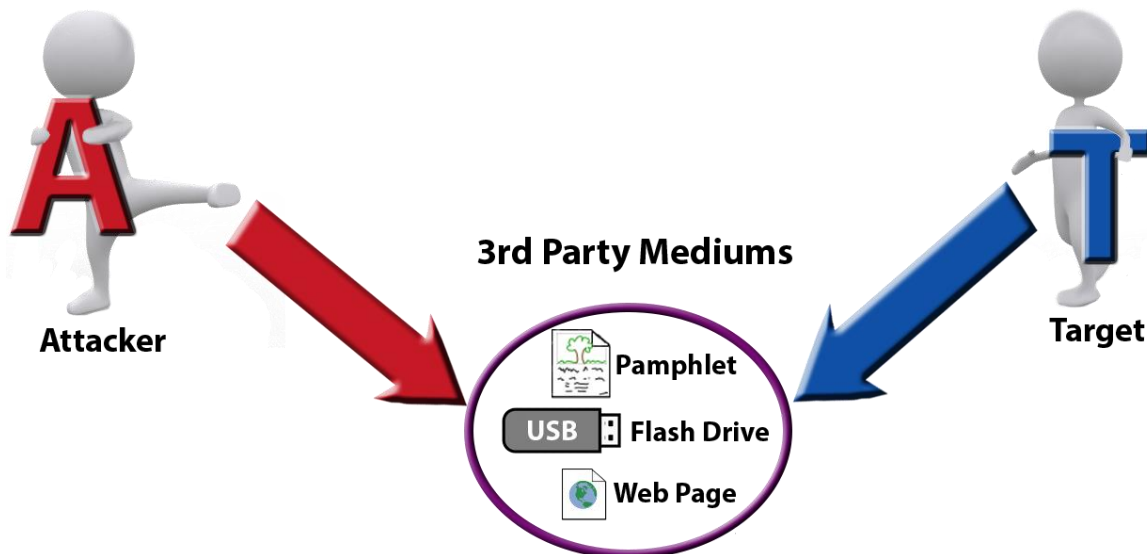 A
T
3rd Party Mediums
Attacker
Target
Pamphlet
USB Flash Drive
Web Page